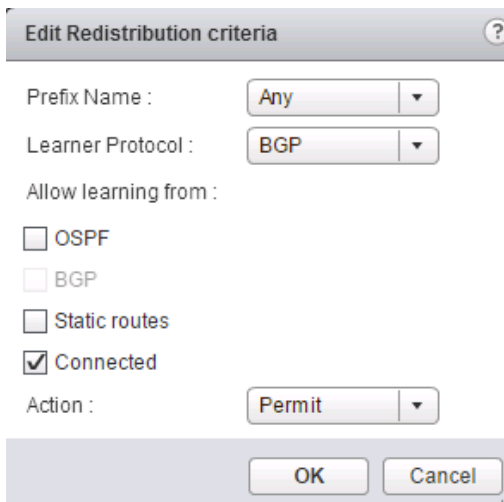 Edit Redistribution criteria ?
Prefix Name : Any
Learner Protocol : BGP
Allow learning from :
OSPF
BGP
Static routes
Connected
Action : Permit
OK Cancel